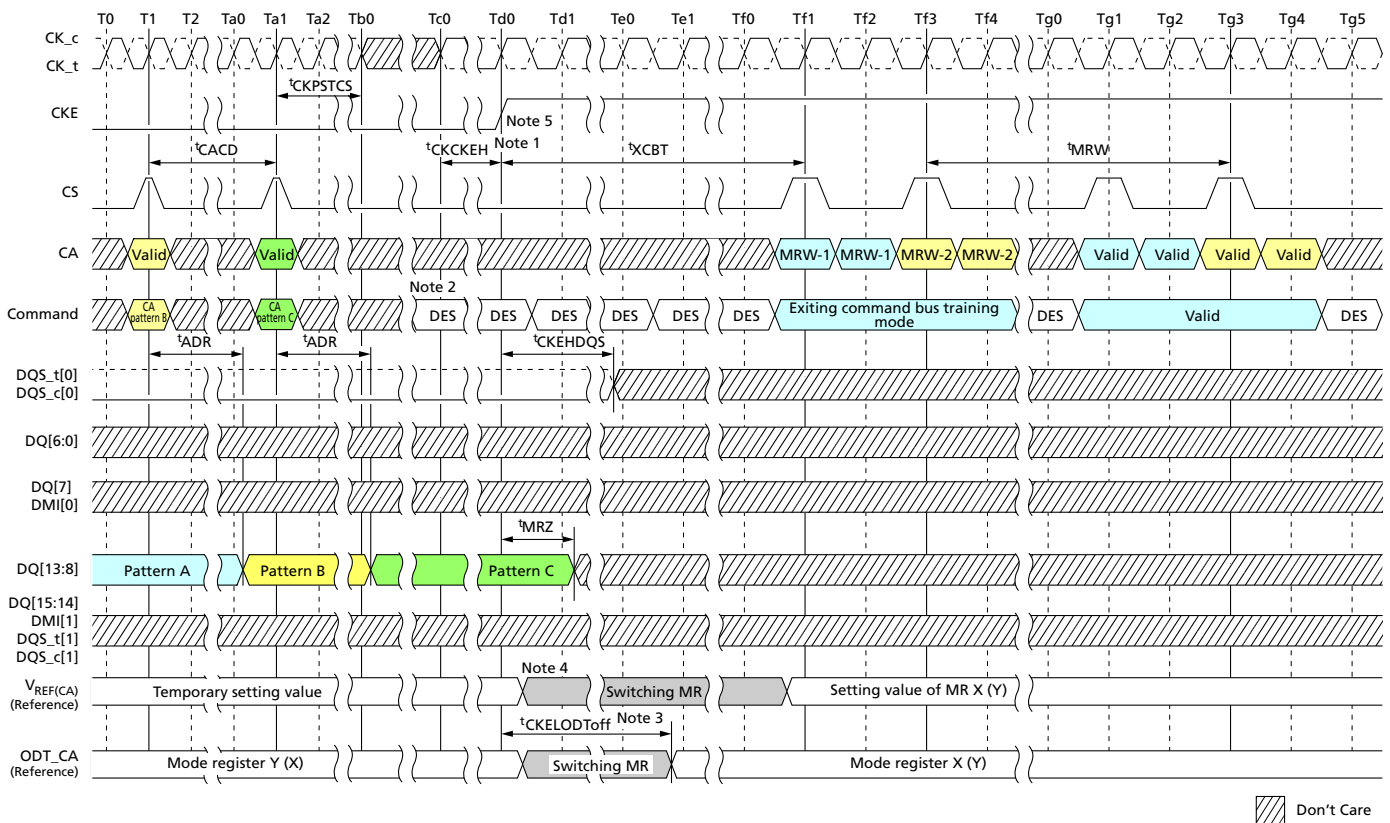 T0 T1 T2 Ta0 Ta1 Ta2 Tb0 Tc0 Td0 Td1 Te0 Te1 Tf0 Tf1 Tf2 Tf3 Tf4 Tg0 Tg1 Tg2 Tg3 Tg4 Tg5
CK_c
CK_t
tCKPSTCS
CKE
Note 5
tCACD tCKCKEH Note 1 tXCBT tMRW
CS
CA Valid Valid MRW-1 MRW-1 MRW-2 MRW-2 Valid Valid Valid Valid
Note 2
Command CA pattern B CA pattern C DES DES DES DES DES DES Exiting command bus training mode DES Valid DES
tADR tADR tCKEHDQS
DQS_t[0]
DQS_c[0]
DQ[6:0]
DQ[7]
DMI[0]
tMRZ
DQ[13:8] Pattern A Pattern B Pattern C
DQ[15:14]
DMI[1]
DQS_t[1]
DQS_c[1]
Note 4
VREF(CA)
(Reference)
Temporary setting value Switching MR Setting value of MR X (Y)
tCKELODToff Note 3
ODT_CA
(Reference)
Mode register Y (X) Switching MR Mode register X (Y)
Don't Care